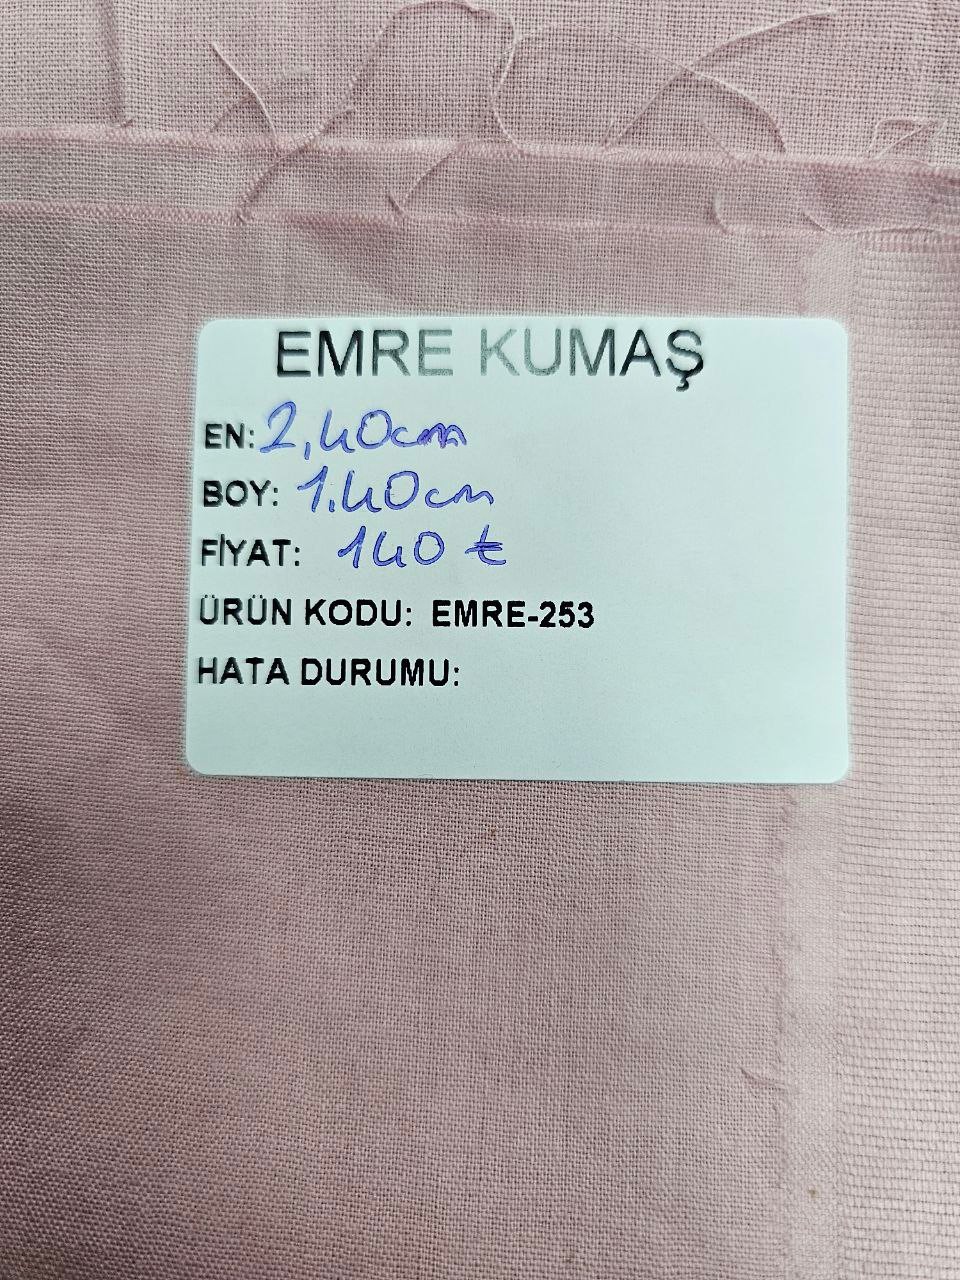 EMRE KUMAŞ
EN: 2,40cm
BOY: 1.40cm
FİYAT: 140 ₺
ÜRÜN KODU: EMRE-253
HATA DURUMU: